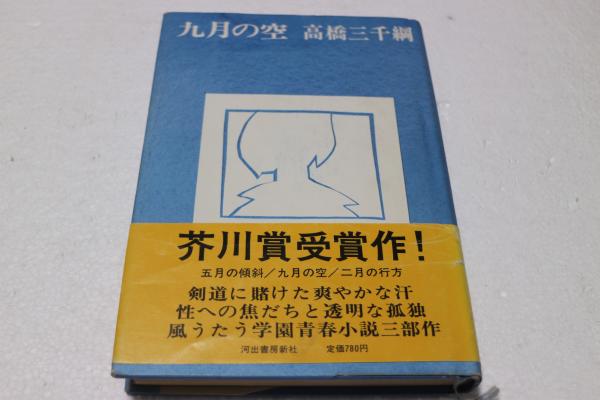 九月の空 高橋三千綱
芥川賞受賞作!
五月の傾斜/九月の空/二月の行方
剣道に賭けた爽やかな汗
性への焦だちと透明な孤独
風うたう学園青春小説三部作
河出書房新社 定価780円